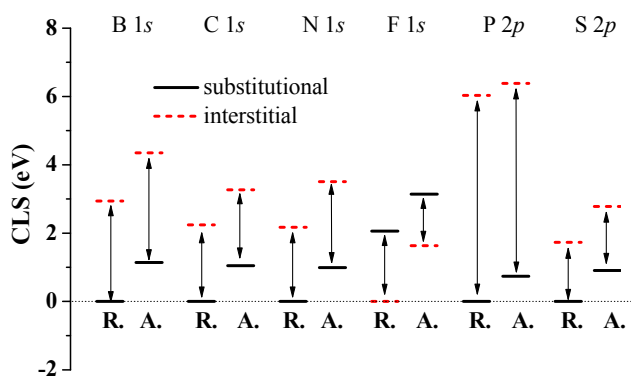 B 1s C 1s N 1s F 1s P 2p S 2p
8
substitutional
interstitial
6
4
CLS (eV)
2
0
R. A. R. A. R. A. R. A. R. A. R. A.
-2